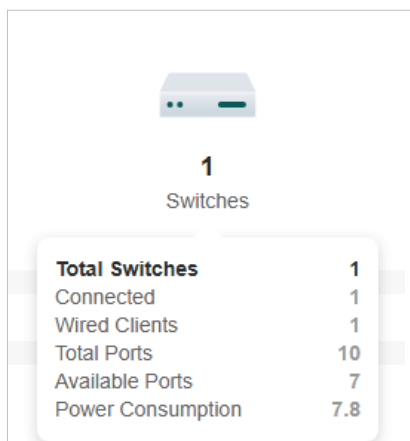 1
Switches
Total Switches 1
Connected 1
Wired Clients 1
Total Ports 10
Available Ports 7
Power Consumption 7.8